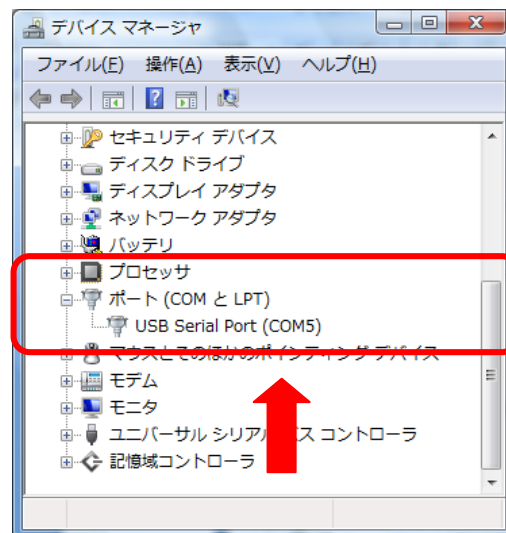 デバイス マネージャ
ファイル(F) 操作(A) 表示(V) ヘルプ(H)
セキュリティ デバイス
ディスク ドライブ
ディスプレイ アダプタ
ネットワーク アダプタ
バッテリ
プロセッサ
ポート (COM と LPT)
USB Serial Port (COM5)
マウスとそのほかのポインティング デバイス
モデム
モニタ
ユニバーサル シリアル バス コントローラ
記憶域コントローラ